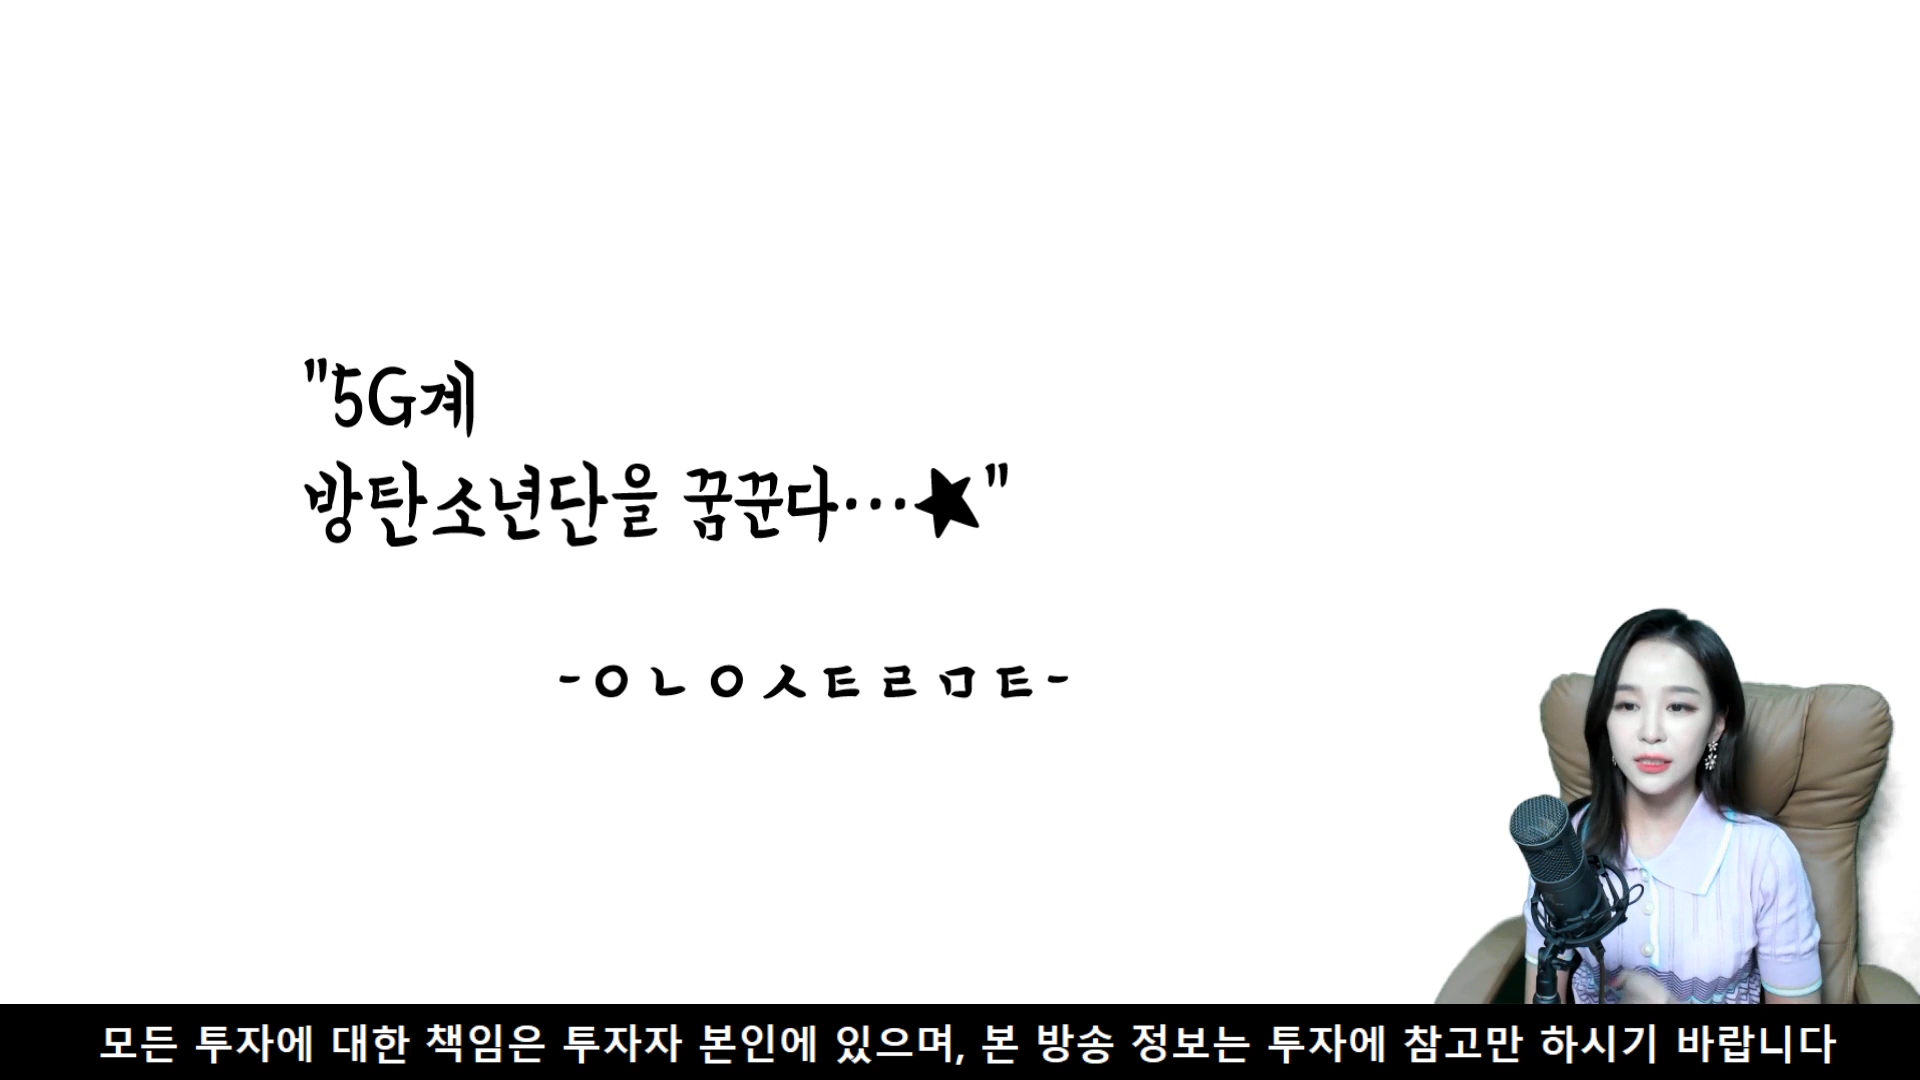 "5G계
방탄소년단을 꿈꾼다…★"
-ㅇㄴㅇㅅㅌㄹㅁㅌ-
모든 투자에 대한 책임은 투자자 본인에 있으며, 본 방송 정보는 투자에 참고만 하시기 바랍니다